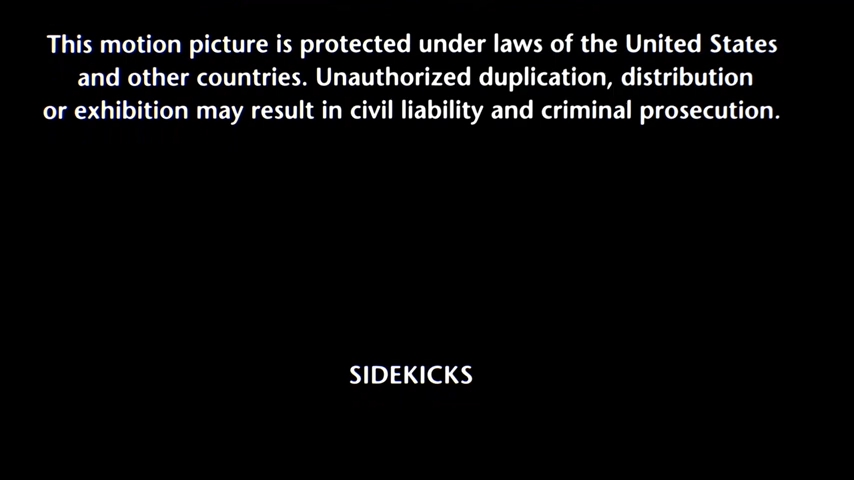 This motion picture is protected under laws of the United States
and other countries. Unauthorized duplication, distribution
or exhibition may result in civil liability and criminal prosecution.
SIDEKICKS